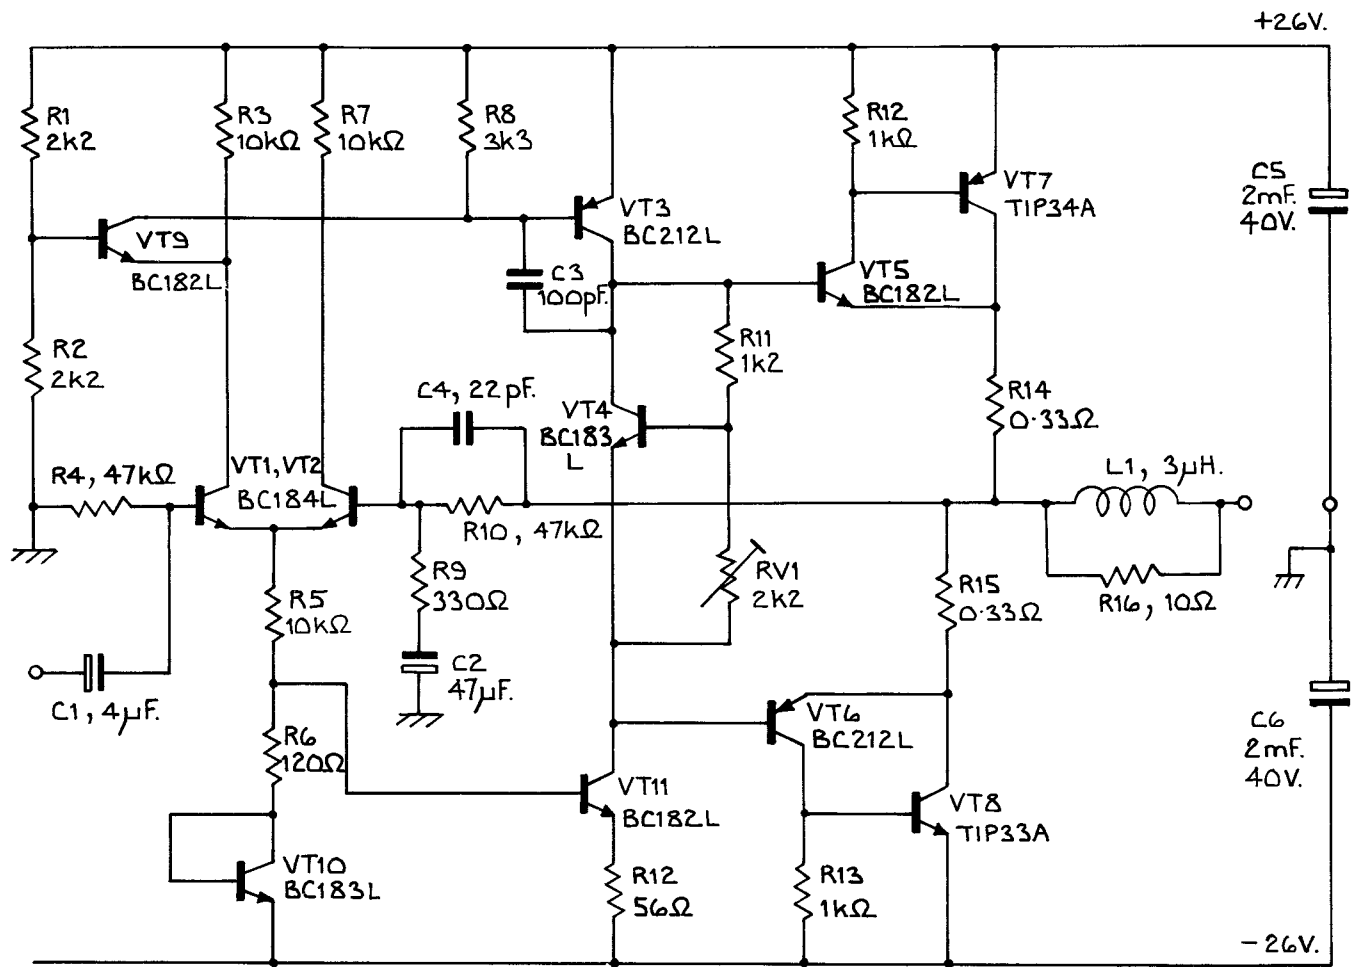 +26V.
R1
2k2
R3
10kΩ
R7
10kΩ
R8
3k3
R12
1kΩ
VT7
TIP34A
C5
2mF.
40V.
VT9
BC182L
VT3
BC212L
C3
100pF.
VT5
BC182L
R2
2k2
R11
1k2
C4, 22pF.
VT4
BC183
L
R14
0.33Ω
R4, 47kΩ
VT1, VT2
BC184L
R10, 47kΩ
L1, 3μH.
R9
330Ω
RV1
2k2
R15
0.33Ω
R16, 10Ω
R5
10kΩ
C1, 4μF.
C2
47μF.
R6
120Ω
VT6
BC212L
C6
2mF.
40V.
VT11
BC182L
VT8
TIP33A
VT10
BC183L
R12
56Ω
R13
1kΩ
-26V.